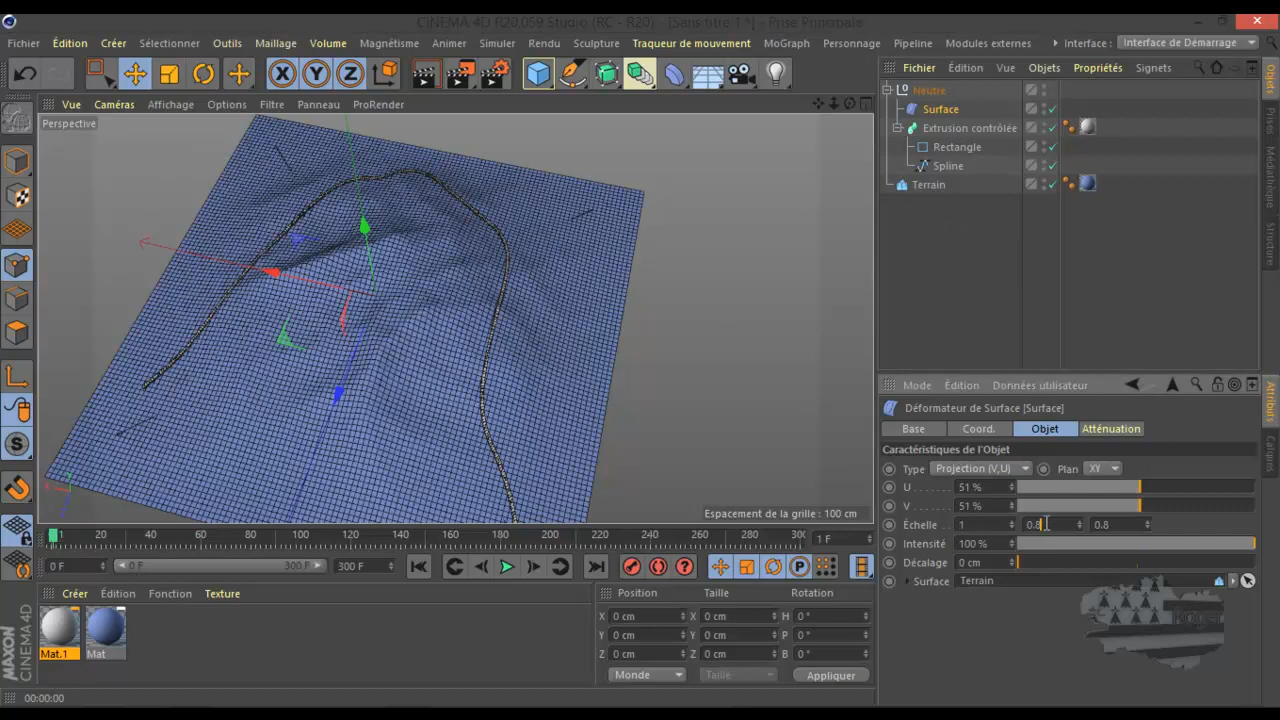 CINEMA 4D R20.059 Studio (RC - R20) - [Sans titre 1 *] - Prise Principale
Fichier Édition Créer Sélectionner Outils Maillage Volume Magnétisme Animer Simuler Rendu Sculpture Traqueur de mouvement MoGraph Personnage Pipeline Modules externes Interface : Interface de Démarrage
X Y Z
Fichier Édition Vue Objets Propriétés Signets
Vue Caméras Affichage Options Filtre Panneau ProRender
Perspective
Neutre
Surface
Extrusion contrôlée
Rectangle
Spline
Terrain
Objets
Prises
Médiathèque
Structure
Mode Édition Données utilisateur
Déformateur de Surface [Surface]
Base Coord. Objet Atténuation
Caractéristiques de l'Objet
Type Projection (V,U) Plan XY
U 51 %
V 51 %
Échelle 1 0.8 0.8
Intensité 100 %
Décalage 0 cm
Surface Terrain
Attributs
Calques
Espacement de la grille : 100 cm
1 20 40 60 80 100 120 140 160 180 200 220 240 260 280 300 1 F
0 F 0 F 300 F 300 F
Créer Édition Fonction Texture
Mat.1 Mat
Position Taille Rotation
X 0 cm X 0 cm H 0 °
Y 0 cm Y 0 cm P 0 °
Z 0 cm Z 0 cm B 0 °
Monde Taille Appliquer
MAXON
CINEMA 4D
00:00:00